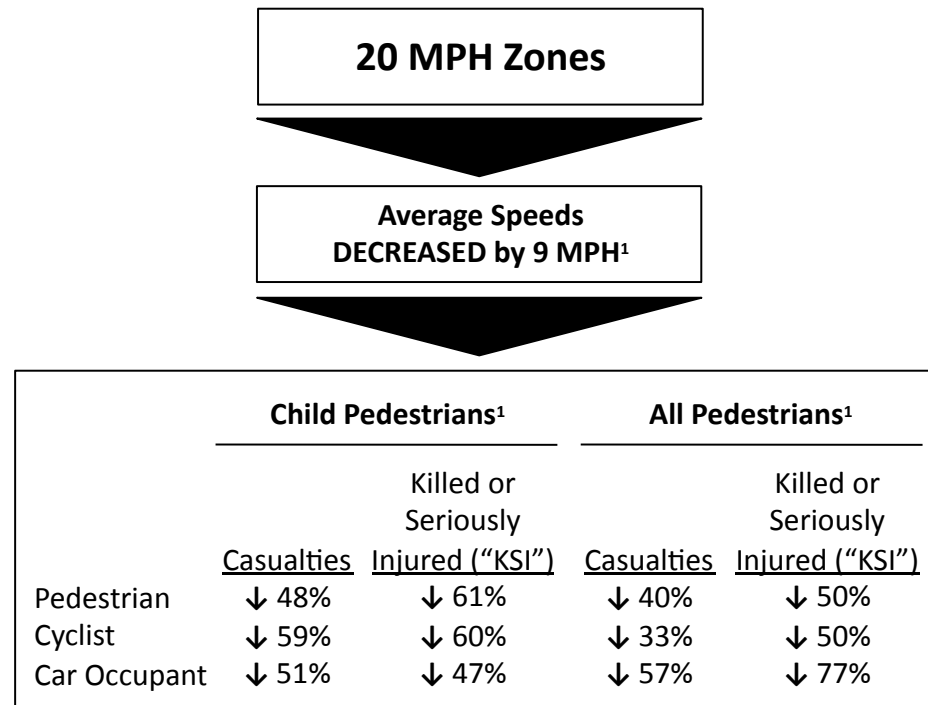 20 MPH Zones
Average Speeds
DECREASED by 9 MPH¹
Child Pedestrians¹ All Pedestrians¹
Killed or Killed or
Seriously Seriously
Casualties Injured (“KSI”) Casualties Injured (“KSI”)
Pedestrian ↓ 48% ↓ 61% ↓ 40% ↓ 50%
Cyclist ↓ 59% ↓ 60% ↓ 33% ↓ 50%
Car Occupant ↓ 51% ↓ 47% ↓ 57% ↓ 77%